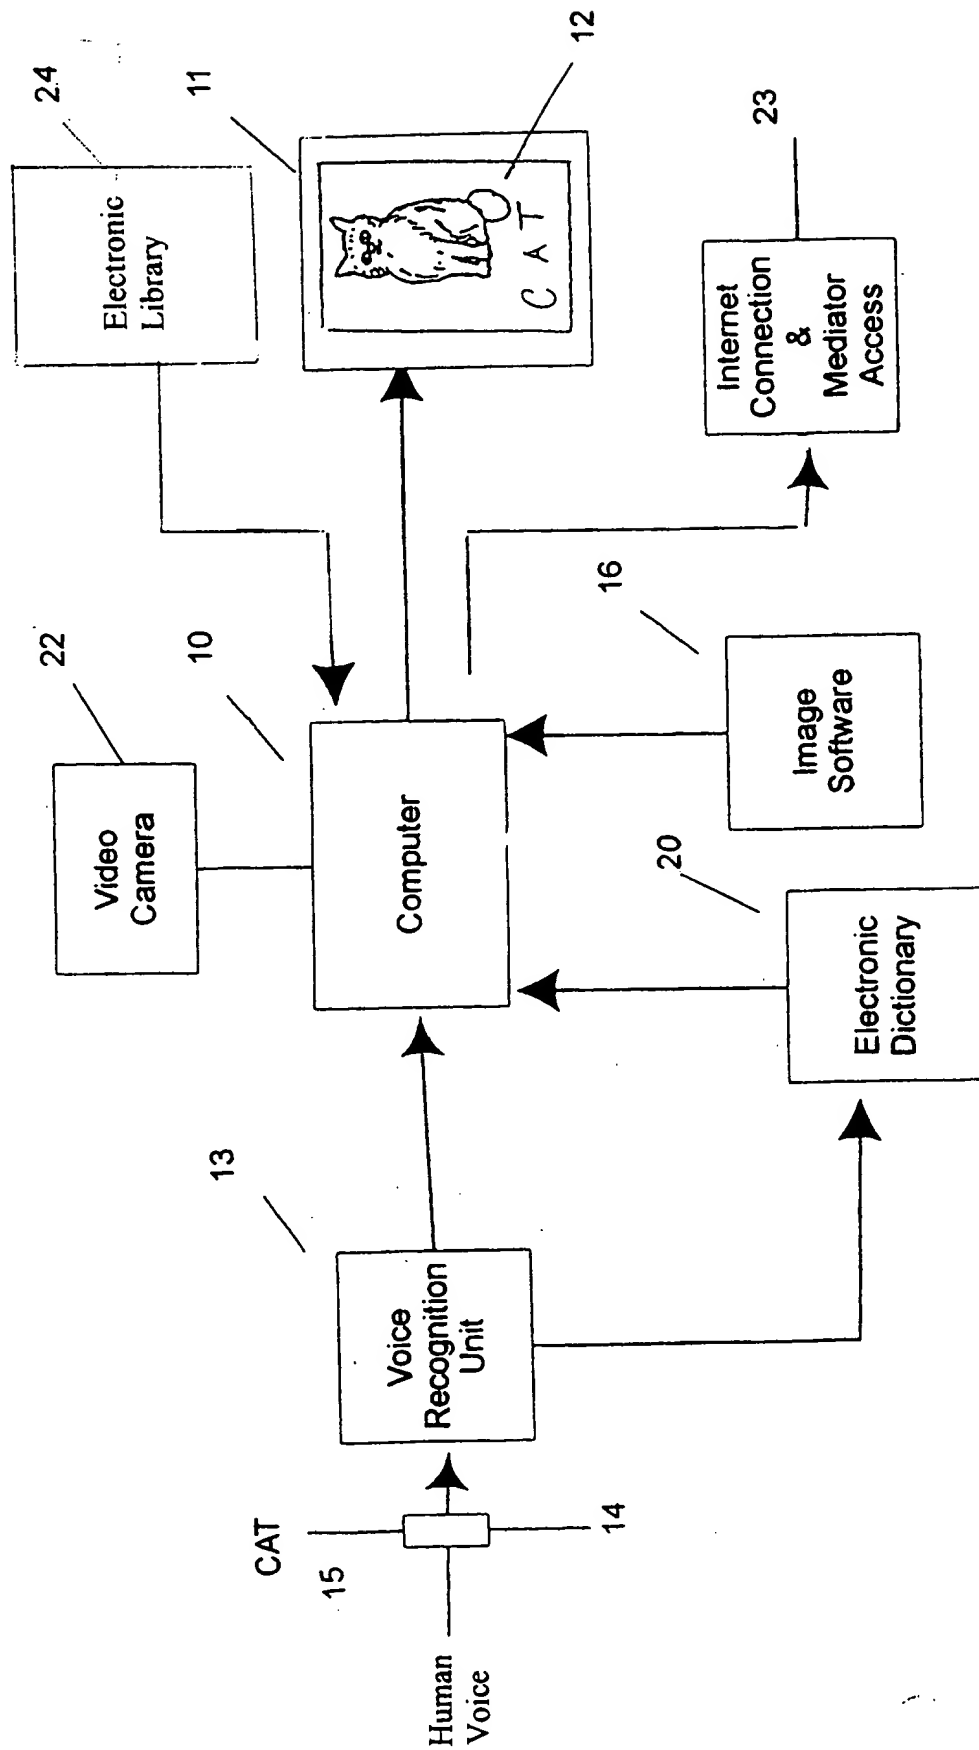 24
Electronic
Library
11
12
C A T
22
Video
Camera
10
Computer
23
Internet
Connection
&
Mediator
Access
16
Image
Software
20
Electronic
Dictionary
13
Voice
Recognition
Unit
CAT
15
14
Human
Voice